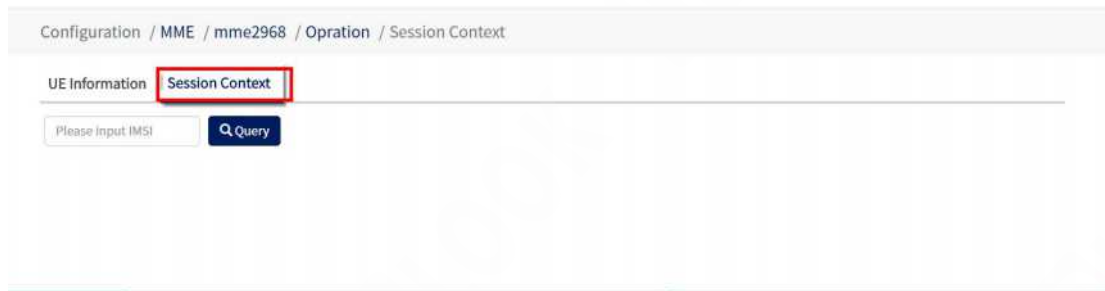 Configuration / MME / mme2968 / Opration / Session Context
UE Information Session Context
Please input IMSI Query